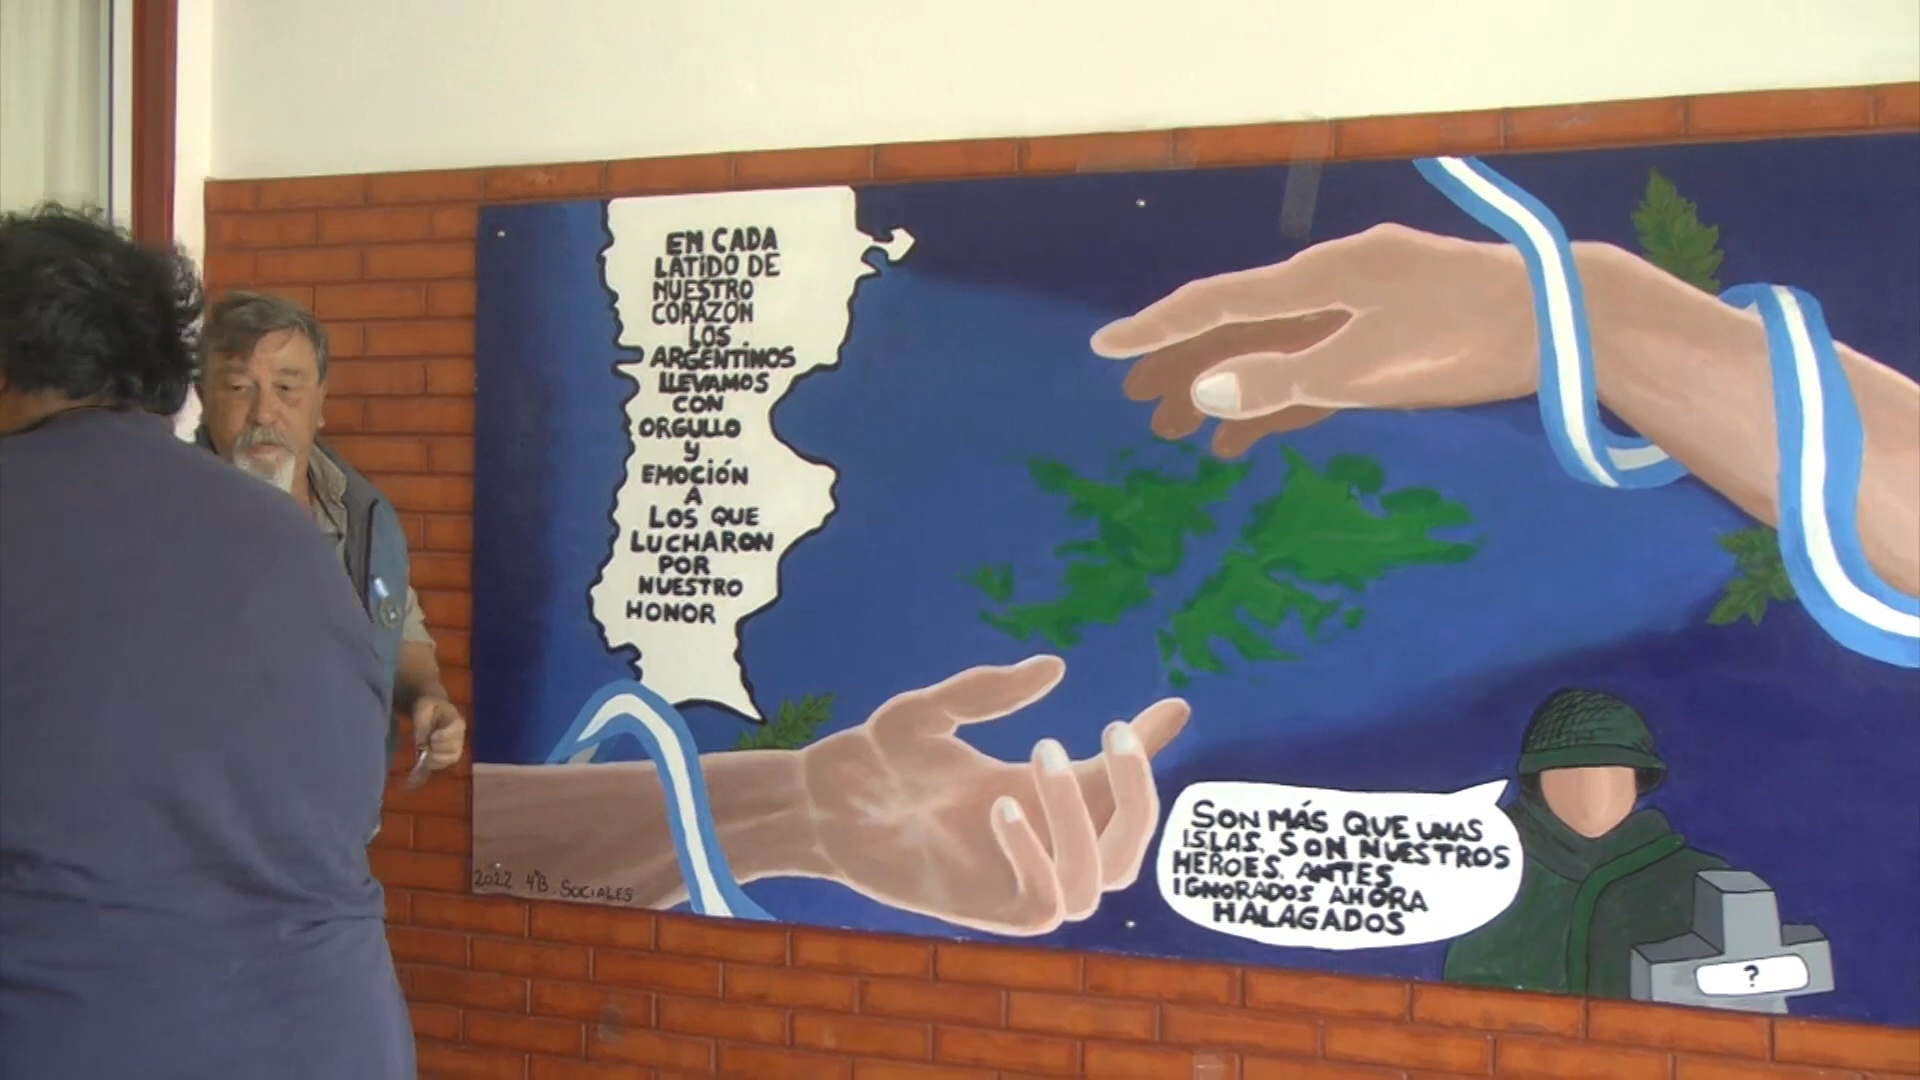 EN CADA
LATIDO DE
NUESTRO
CORAZÓN
LOS
ARGENTINOS
LLEVAMOS
CON
ORGULLO
Y
EMOCIÓN
A
LOS QUE
LUCHARON
POR
NUESTRO
HONOR
SON MÁS QUE UNAS
ISLAS. SON NUESTROS
HÉROES. ANTES
IGNORADOS AHORA
HALAGADOS
?
2022 4°B. SOCIALES